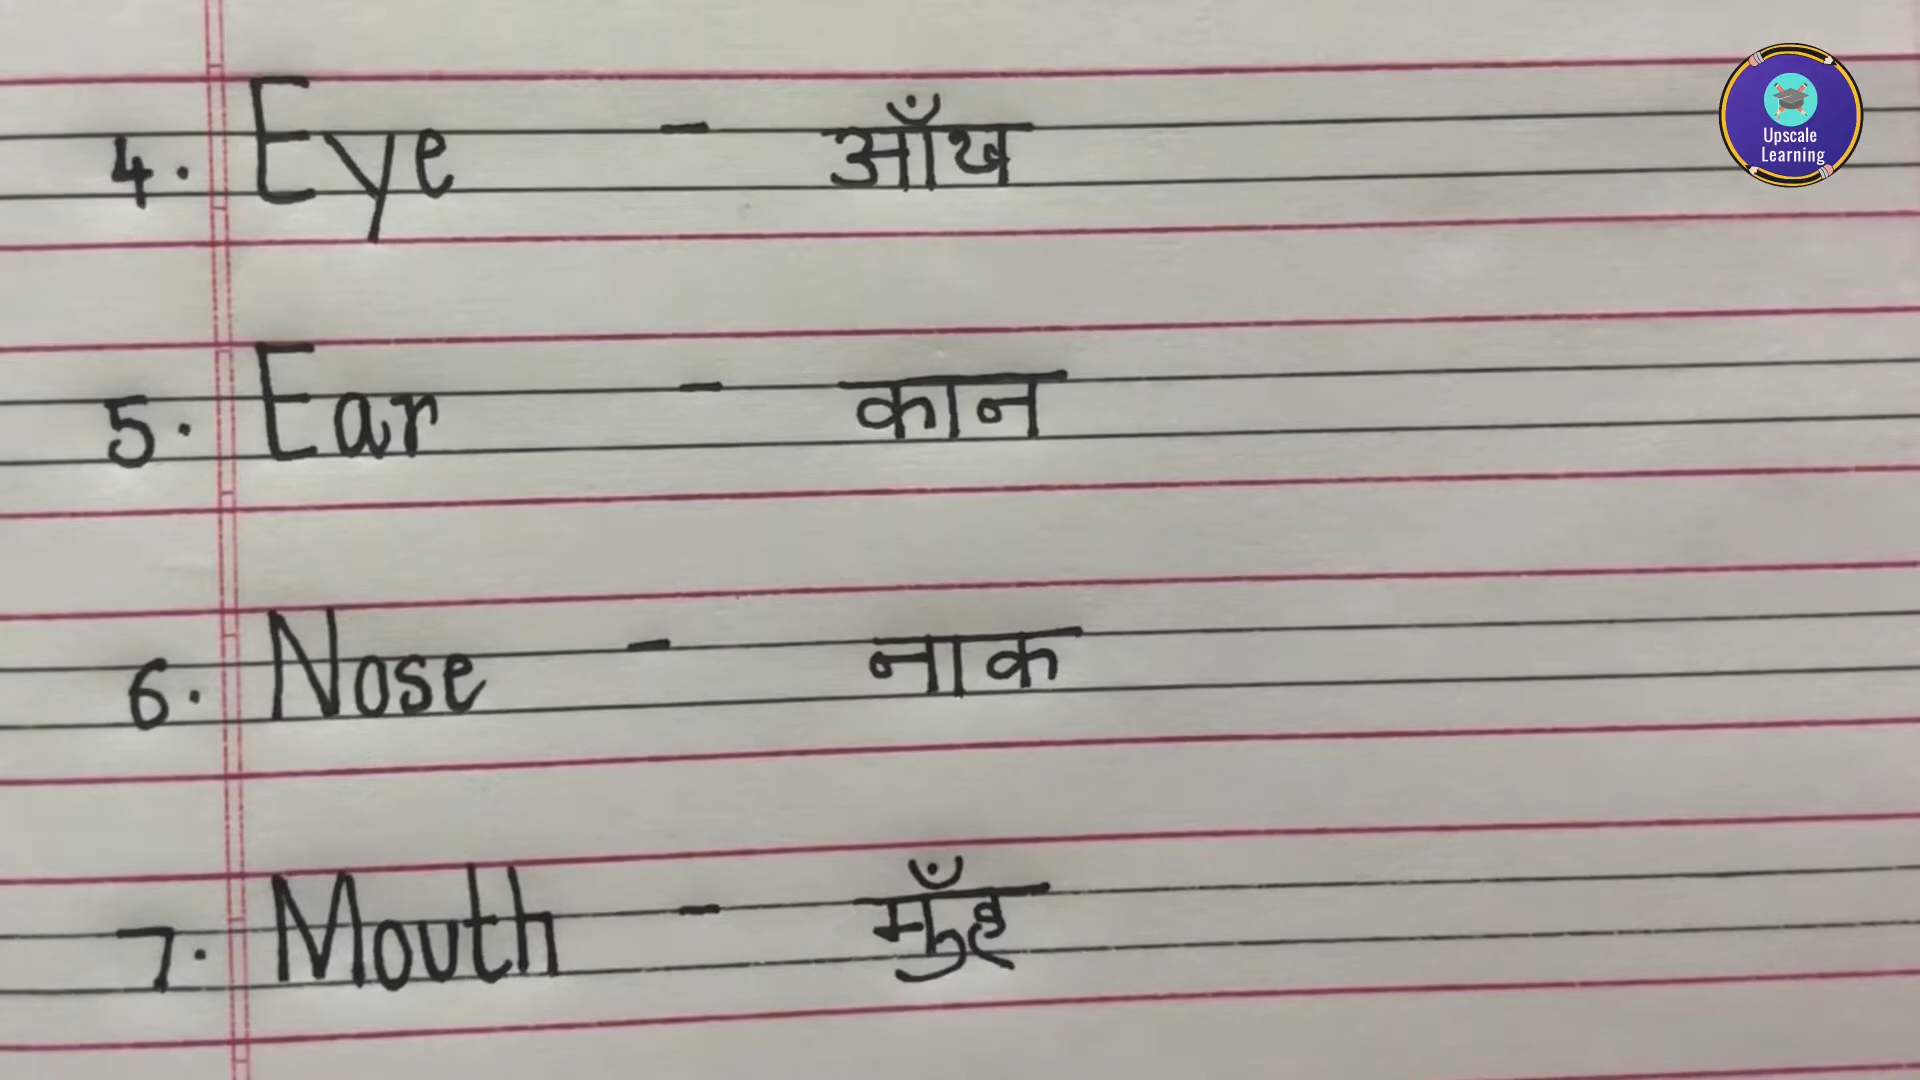 4. Eye - आँख
5. Ear - कान
6. Nose - नाक
7. Mouth - मुँह
Upscale
Learning